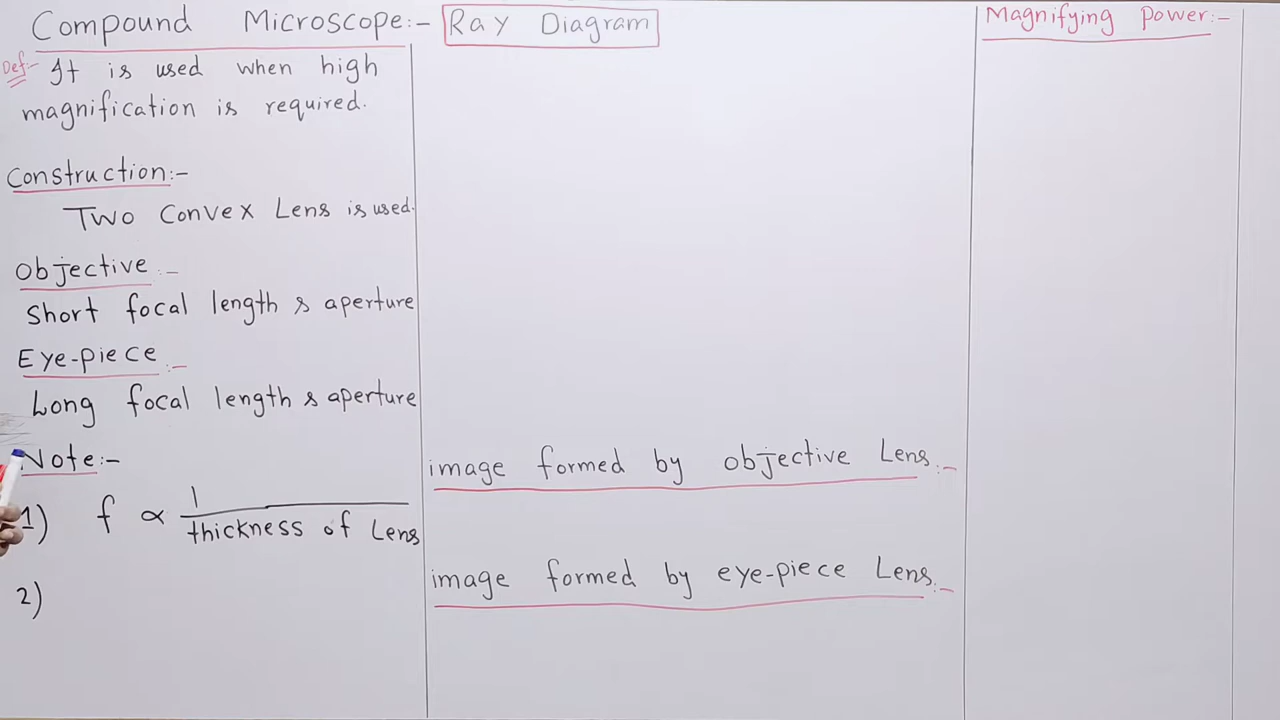 Compound Microscope:-
Def:- It is used when high
magnification is required.
Construction:-
Two Convex Lens is used.
Objective :-
Short focal length & aperture
Eye-piece :-
Long focal length & aperture
Note:-
1) f ∝ 1
thickness of Lens
2)
Ray Diagram
image formed by objective Lens:-
image formed by eye-piece Lens:-
Magnifying Power:-